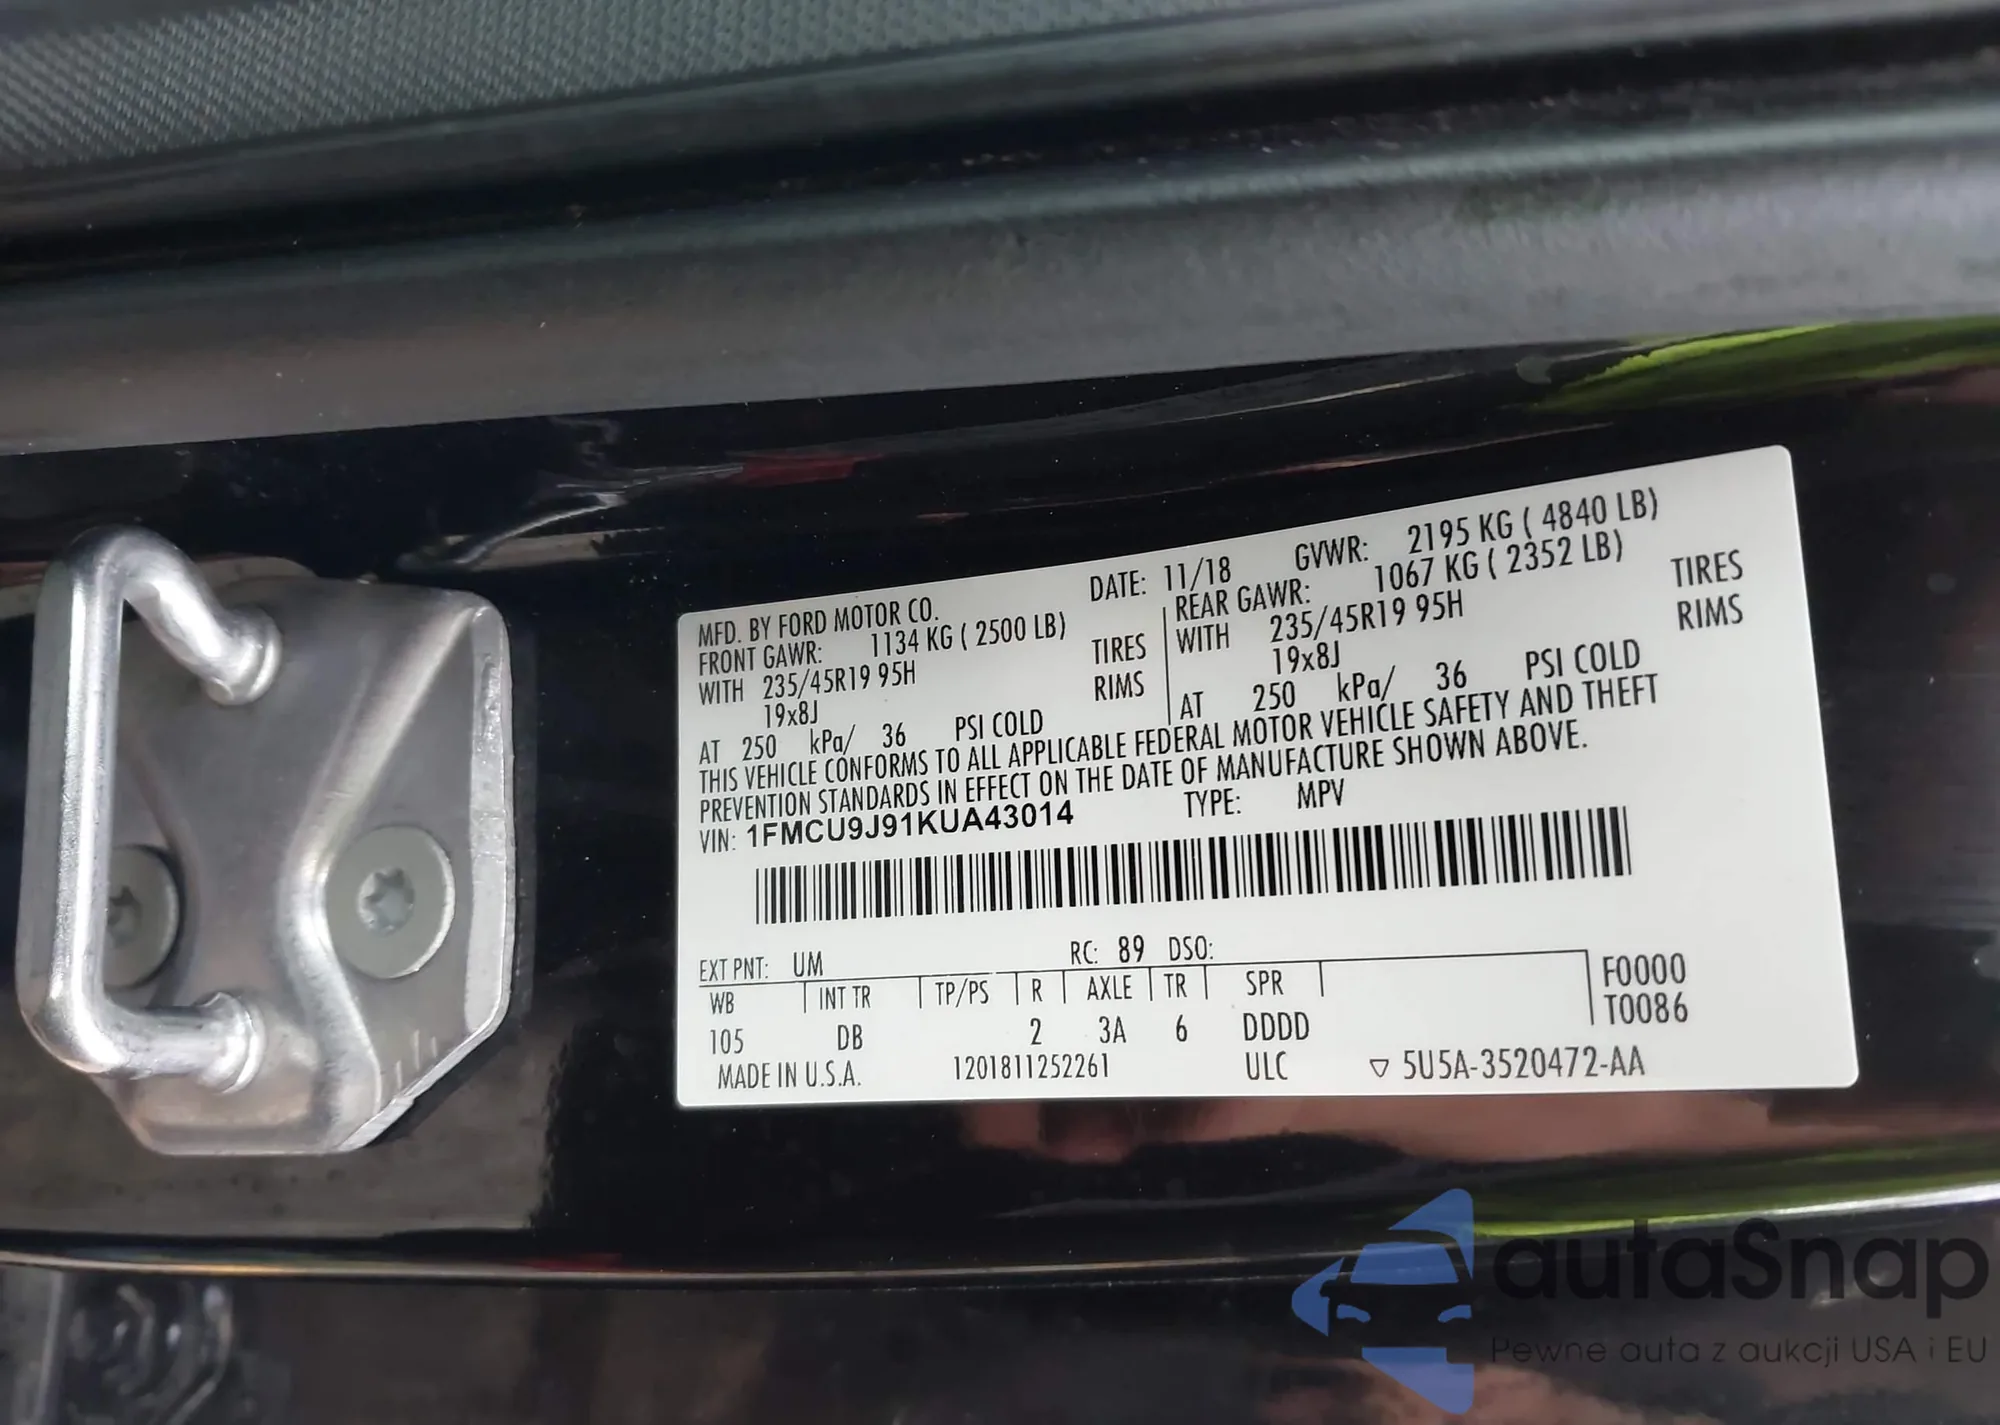 MFD. BY FORD MOTOR CO. DATE: 11/18 GVWR: 2195 KG ( 4840 LB)
FRONT GAWR: 1134 KG ( 2500 LB) REAR GAWR: 1067 KG ( 2352 LB)
WITH 235/45R19 95H TIRES WITH 235/45R19 95H TIRES
19x8J RIMS 19x8J RIMS
AT 250 kPa/ 36 PSI COLD AT 250 kPa/ 36 PSI COLD
THIS VEHICLE CONFORMS TO ALL APPLICABLE FEDERAL MOTOR VEHICLE SAFETY AND THEFT
PREVENTION STANDARDS IN EFFECT ON THE DATE OF MANUFACTURE SHOWN ABOVE.
VIN: 1FMCU9J91KUA43014 TYPE: MPV
EXT PNT: UM RC: 89 DSO:
WB INT TR TP/PS R AXLE TR SPR F0000
105 DB 2 3A 6 DDDD T0086
MADE IN U.S.A. 1201811252261 ULC ▽ 5U5A-3520472-AA
autaSnap
Pewne auta z aukcji USA i EU